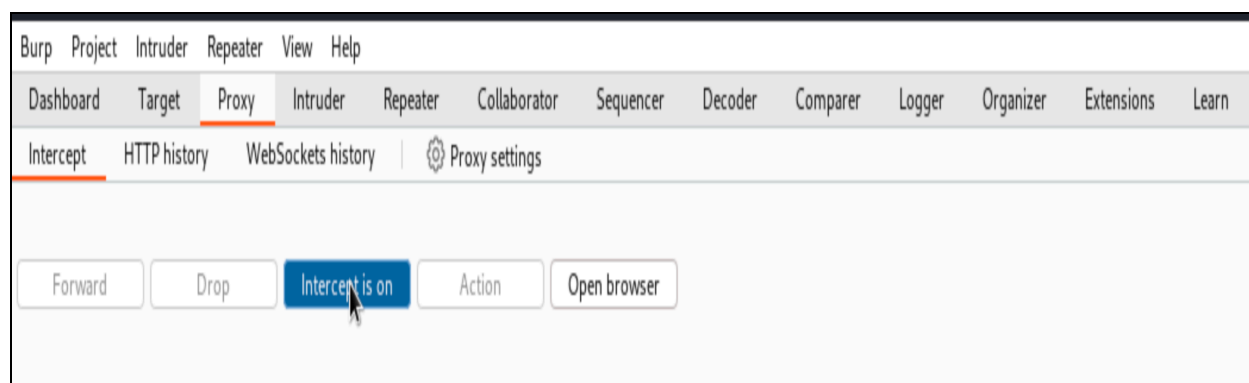 Burp Project Intruder Repeater View Help
Dashboard Target Proxy Intruder Repeater Collaborator Sequencer Decoder Comparer Logger Organizer Extensions Learn
Intercept HTTP history WebSockets history Proxy settings
Forward Drop Intercept is on Action Open browser